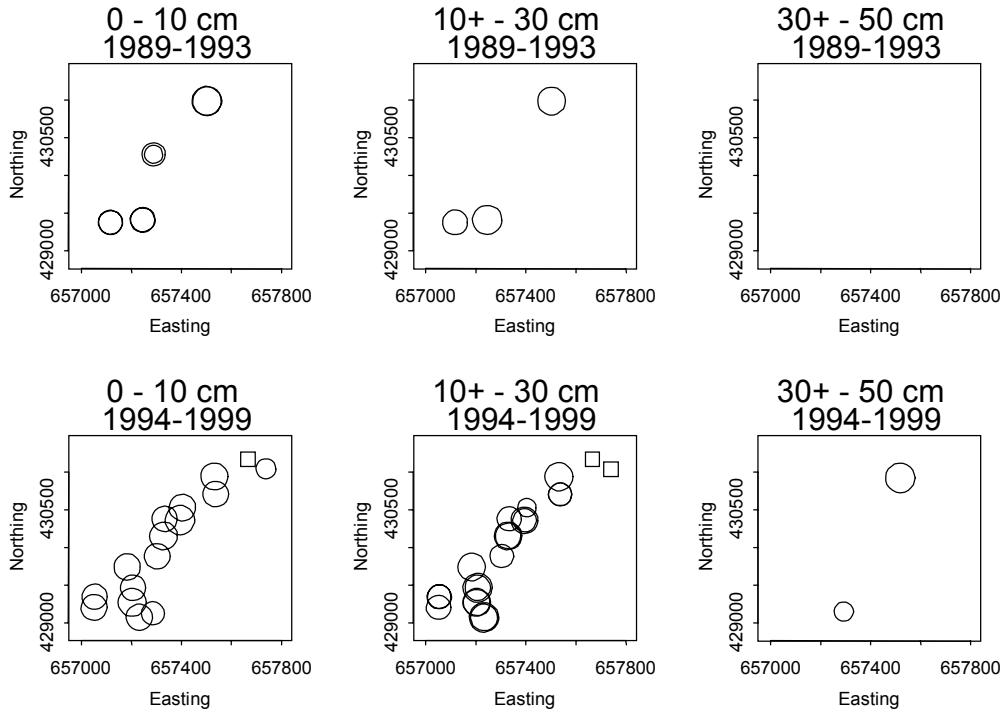 0 - 10 cm
1989-1993
Northing
430500
429000
657000 657400 657800
Easting
10+ - 30 cm
1989-1993
Northing
430500
429000
657000 657400 657800
Easting
30+ - 50 cm
1989-1993
Northing
430500
429000
657000 657400 657800
Easting
0 - 10 cm
1994-1999
Northing
430500
429000
657000 657400 657800
Easting
10+ - 30 cm
1994-1999
Northing
430500
429000
657000 657400 657800
Easting
30+ - 50 cm
1994-1999
Northing
430500
429000
657000 657400 657800
Easting